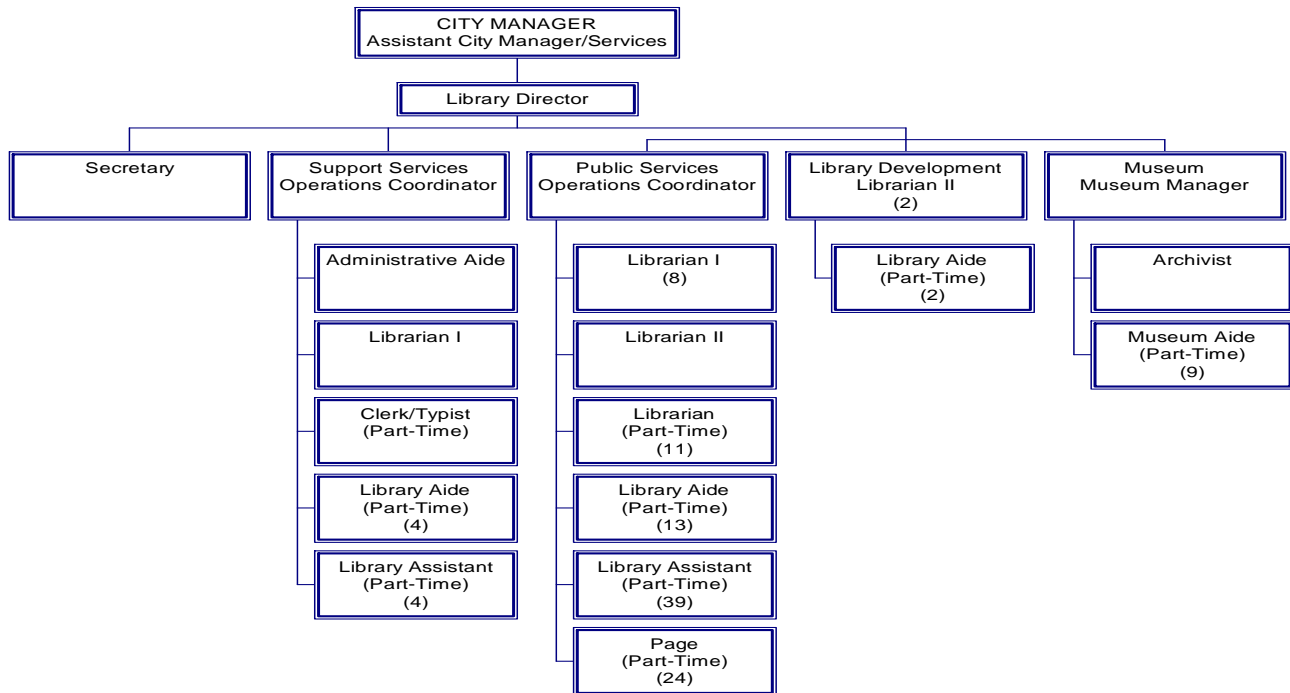 CITY MANAGER
Assistant City Manager/Services
Library Director
Secretary
Support Services
Operations Coordinator
Administrative Aide
Librarian I
Clerk/Typist
(Part-Time)
Library Aide
(Part-Time)
(4)
Library Assistant
(Part-Time)
(4)
Public Services
Operations Coordinator
Librarian I
(8)
Librarian II
Librarian
(Part-Time)
(11)
Library Aide
(Part-Time)
(13)
Library Assistant
(Part-Time)
(39)
Page
(Part-Time)
(24)
Library Development
Librarian II
(2)
Library Aide
(Part-Time)
(2)
Museum
Museum Manager
Archivist
Museum Aide
(Part-Time)
(9)